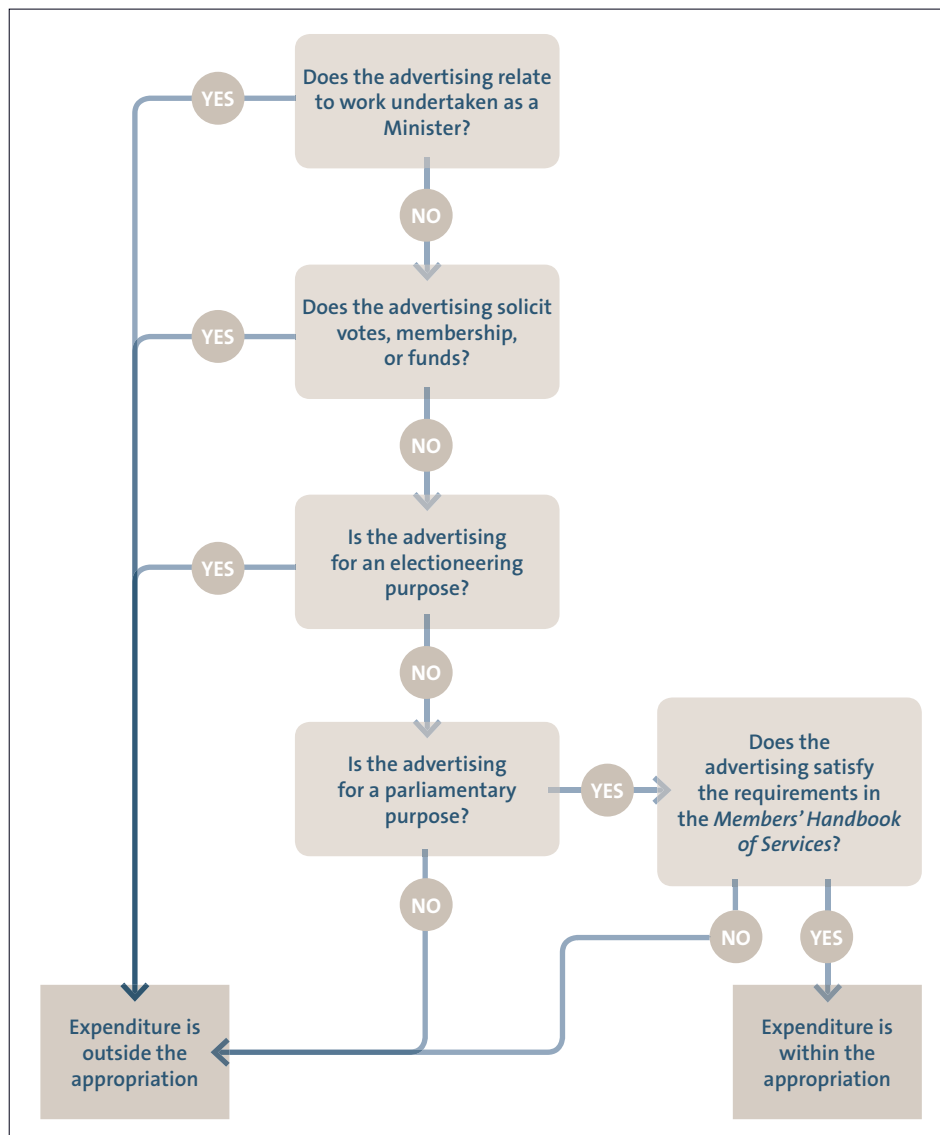 Does the advertising relate
to work undertaken as a
Minister?
YES
NO
Does the advertising solicit
votes, membership,
or funds?
YES
NO
Is the advertising
for an electioneering
purpose?
YES
NO
Is the advertising
for a parliamentary
purpose?
YES
Does the
advertising satisfy
the requirements in
the Members’ Handbook
of Services?
NO
NO
YES
Expenditure is
outside the
appropriation
Expenditure is
within the
appropriation